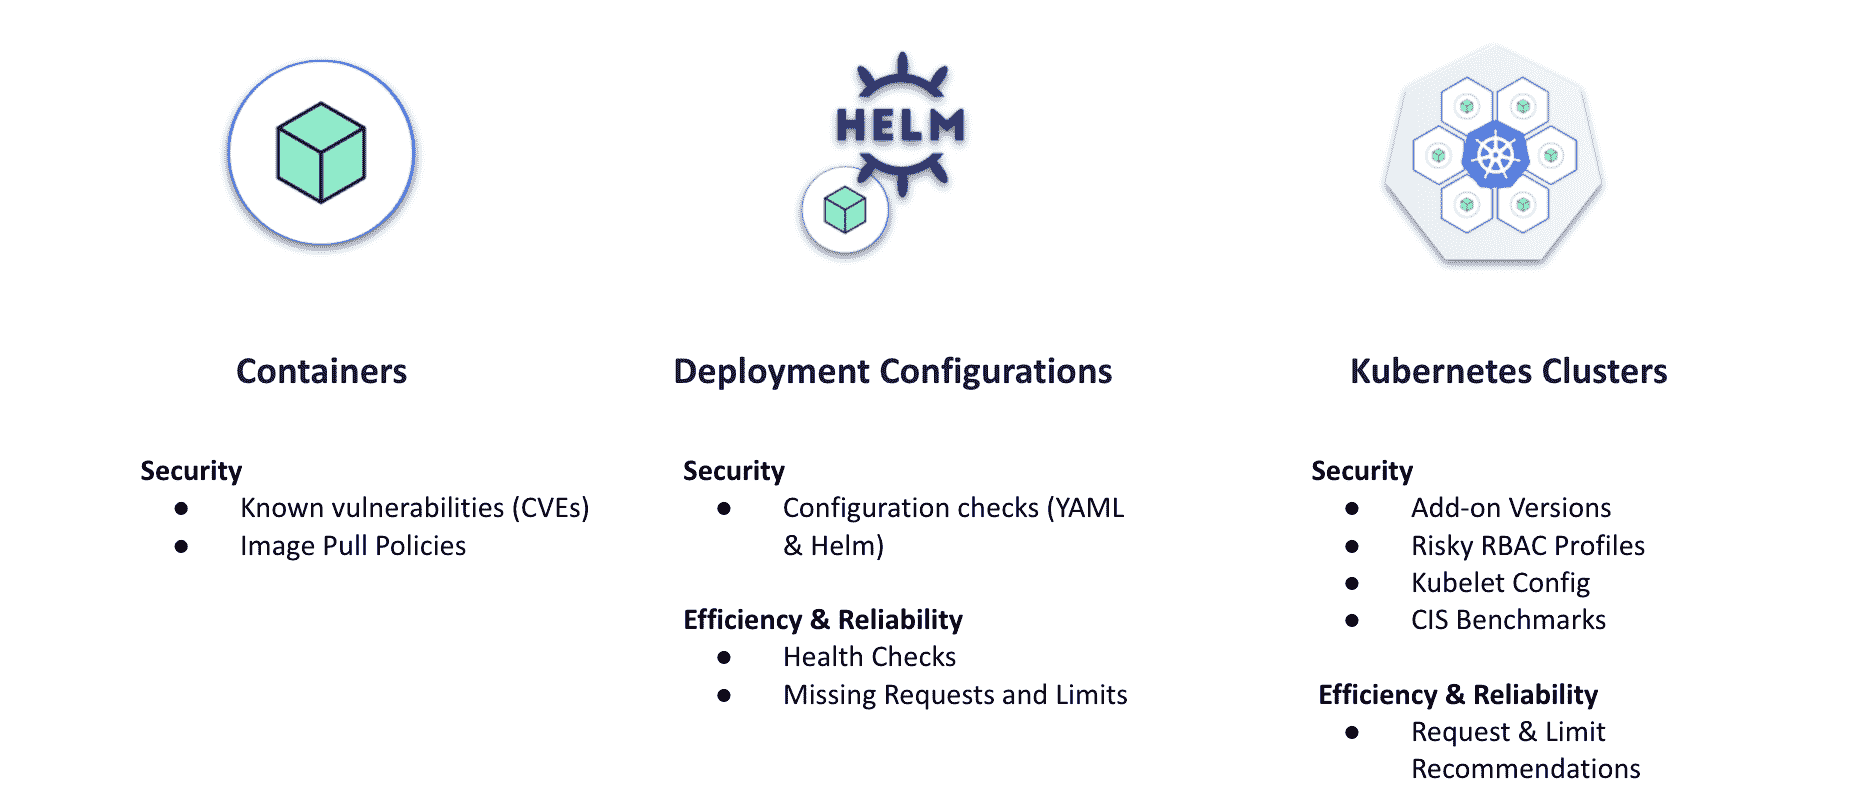 HELM
Containers
Security
● Known vulnerabilities (CVEs)
● Image Pull Policies
Deployment Configurations
Security
● Configuration checks (YAML
& Helm)
Efficiency & Reliability
● Health Checks
● Missing Requests and Limits
Kubernetes Clusters
Security
● Add-on Versions
● Risky RBAC Profiles
● Kubelet Config
● CIS Benchmarks
Efficiency & Reliability
● Request & Limit
Recommendations